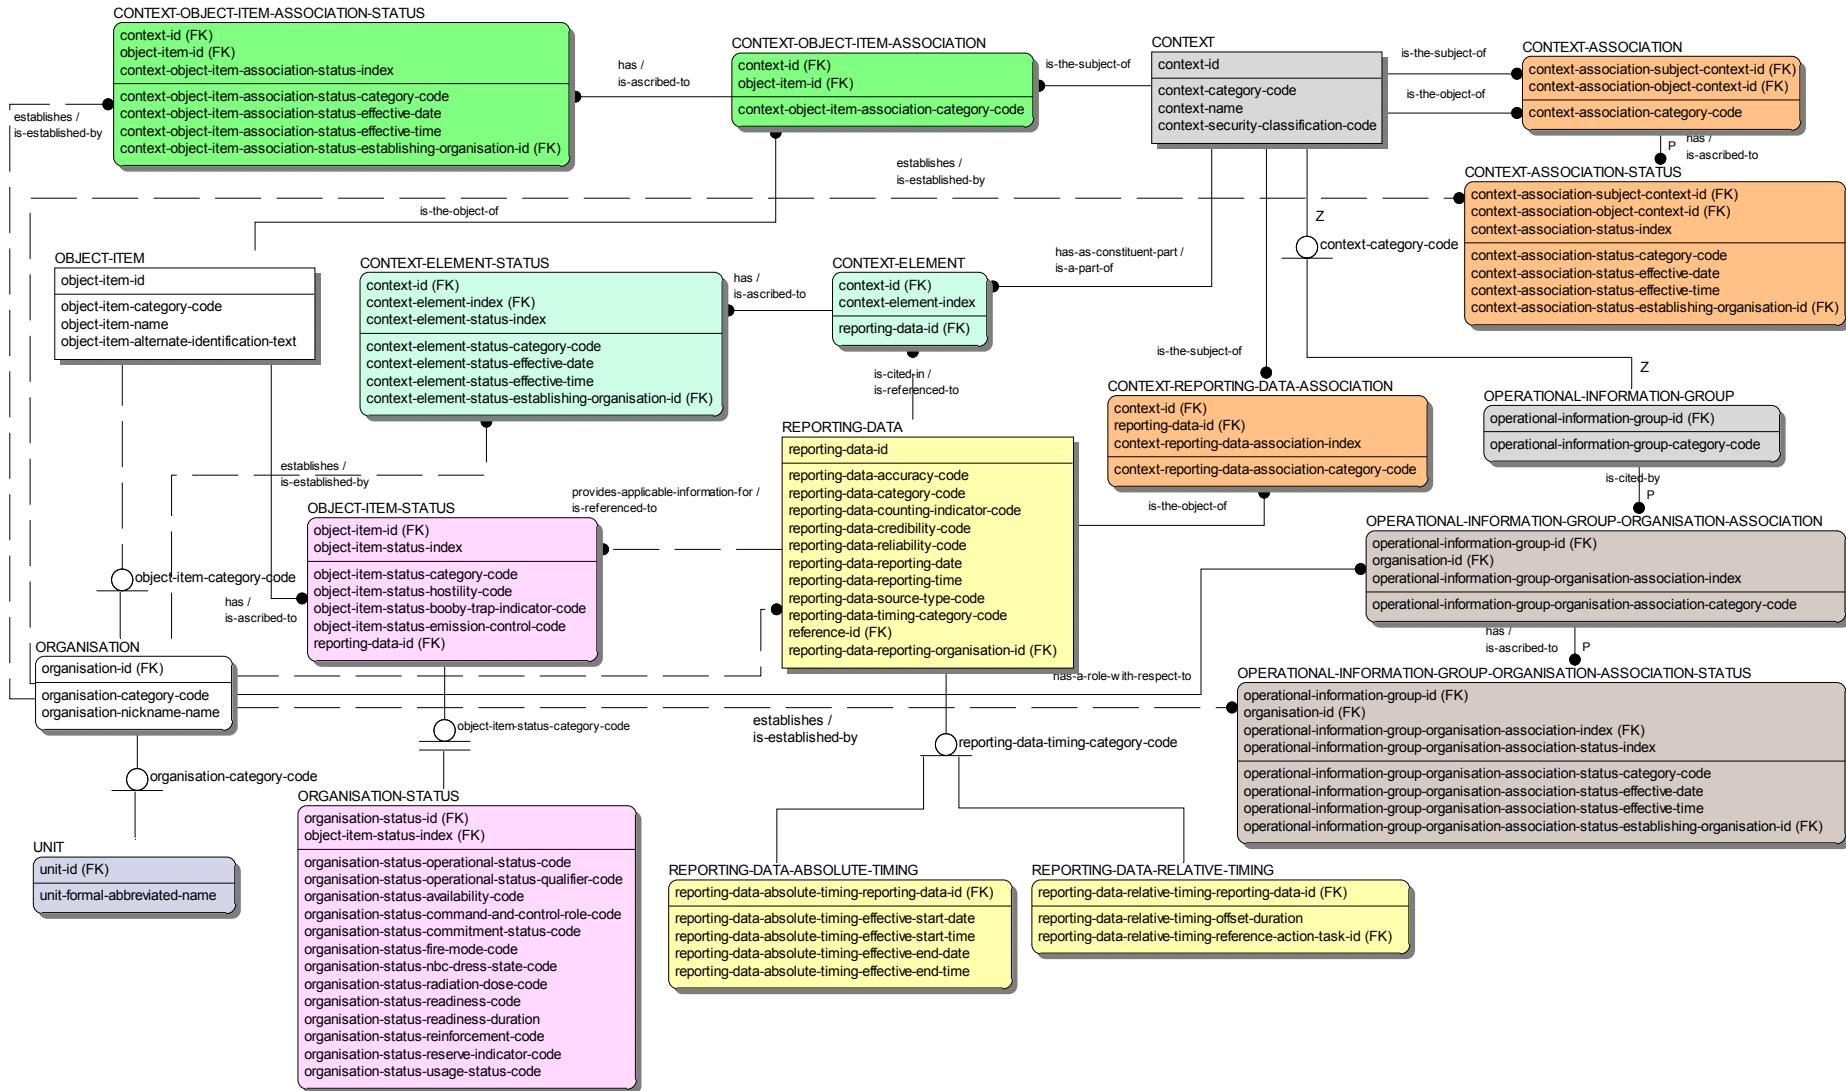 CONTEXT-OBJECT-ITEM-ASSOCIATION-STATUS
context-id (FK)
object-item-id (FK)
context-object-item-association-status-index
context-object-item-association-status-category-code
context-object-item-association-status-effective-date
context-object-item-association-status-effective-time
context-object-item-association-status-establishing-organisation-id (FK)
has /
is-ascribed-to
CONTEXT-OBJECT-ITEM-ASSOCIATION
context-id (FK)
object-item-id (FK)
context-object-item-association-category-code
is-the-subject-of
CONTEXT
context-id
context-category-code
context-name
context-security-classification-code
is-the-subject-of
is-the-object-of
CONTEXT-ASSOCIATION
context-association-subject-context-id (FK)
context-association-object-context-id (FK)
context-association-category-code
P
has /
is-ascribed-to
establishes /
is-established-by
establishes /
is-established-by
is-the-object-of
CONTEXT-ASSOCIATION-STATUS
context-association-subject-context-id (FK)
context-association-object-context-id (FK)
context-association-status-index
context-association-status-category-code
context-association-status-effective-date
context-association-status-effective-time
context-association-status-establishing-organisation-id (FK)
Z
context-category-code
OBJECT-ITEM
object-item-id
object-item-category-code
object-item-name
object-item-alternate-identification-text
CONTEXT-ELEMENT-STATUS
context-id (FK)
context-element-index (FK)
context-element-status-index
context-element-status-category-code
context-element-status-effective-date
context-element-status-effective-time
context-element-status-establishing-organisation-id (FK)
has /
is-ascribed-to
CONTEXT-ELEMENT
context-id (FK)
context-element-index
reporting-data-id (FK)
has-as-constituent-part /
is-a-part-of
is-cited-in /
is-referenced-to
is-the-subject-of
CONTEXT-REPORTING-DATA-ASSOCIATION
context-id (FK)
reporting-data-id (FK)
context-reporting-data-association-index
context-reporting-data-association-category-code
is-the-object-of
Z
OPERATIONAL-INFORMATION-GROUP
operational-information-group-id (FK)
operational-information-group-category-code
is-cited-by
P
establishes /
is-established-by
provides-applicable-information-for /
is-referenced-to
REPORTING-DATA
reporting-data-id
reporting-data-accuracy-code
reporting-data-category-code
reporting-data-counting-indicator-code
reporting-data-credibility-code
reporting-data-reliability-code
reporting-data-reporting-date
reporting-data-reporting-time
reporting-data-source-type-code
reporting-data-timing-category-code
reference-id (FK)
reporting-data-reporting-organisation-id (FK)
OBJECT-ITEM-STATUS
object-item-id (FK)
object-item-status-index
object-item-status-category-code
object-item-status-hostility-code
object-item-status-booby-trap-indicator-code
object-item-status-emission-control-code
reporting-data-id (FK)
object-item-category-code
has /
is-ascribed-to
OPERATIONAL-INFORMATION-GROUP-ORGANISATION-ASSOCIATION
operational-information-group-id (FK)
organisation-id (FK)
operational-information-group-organisation-association-index
operational-information-group-organisation-association-category-code
has /
is-ascribed-to
P
ORGANISATION
organisation-id (FK)
organisation-category-code
organisation-nickname-name
has-a-role-with-respect-to
establishes /
is-established-by
OPERATIONAL-INFORMATION-GROUP-ORGANISATION-ASSOCIATION-STATUS
operational-information-group-id (FK)
organisation-id (FK)
operational-information-group-organisation-association-index (FK)
operational-information-group-organisation-association-status-index
operational-information-group-organisation-association-status-category-code
operational-information-group-organisation-association-status-effective-date
operational-information-group-organisation-association-status-effective-time
operational-information-group-organisation-association-status-establishing-organisation-id (FK)
object-item-status-category-code
reporting-data-timing-category-code
organisation-category-code
UNIT
unit-id (FK)
unit-formal-abbreviated-name
ORGANISATION-STATUS
organisation-status-id (FK)
object-item-status-index (FK)
organisation-status-operational-status-code
organisation-status-operational-status-qualifier-code
organisation-status-availability-code
organisation-status-command-and-control-role-code
organisation-status-commitment-status-code
organisation-status-fire-mode-code
organisation-status-nbc-dress-state-code
organisation-status-radiation-dose-code
organisation-status-readiness-code
organisation-status-readiness-duration
organisation-status-reinforcement-code
organisation-status-reserve-indicator-code
organisation-status-usage-status-code
REPORTING-DATA-ABSOLUTE-TIMING
reporting-data-absolute-timing-reporting-data-id (FK)
reporting-data-absolute-timing-effective-start-date
reporting-data-absolute-timing-effective-start-time
reporting-data-absolute-timing-effective-end-date
reporting-data-absolute-timing-effective-end-time
REPORTING-DATA-RELATIVE-TIMING
reporting-data-relative-timing-reporting-data-id (FK)
reporting-data-relative-timing-offset-duration
reporting-data-relative-timing-reference-action-task-id (FK)